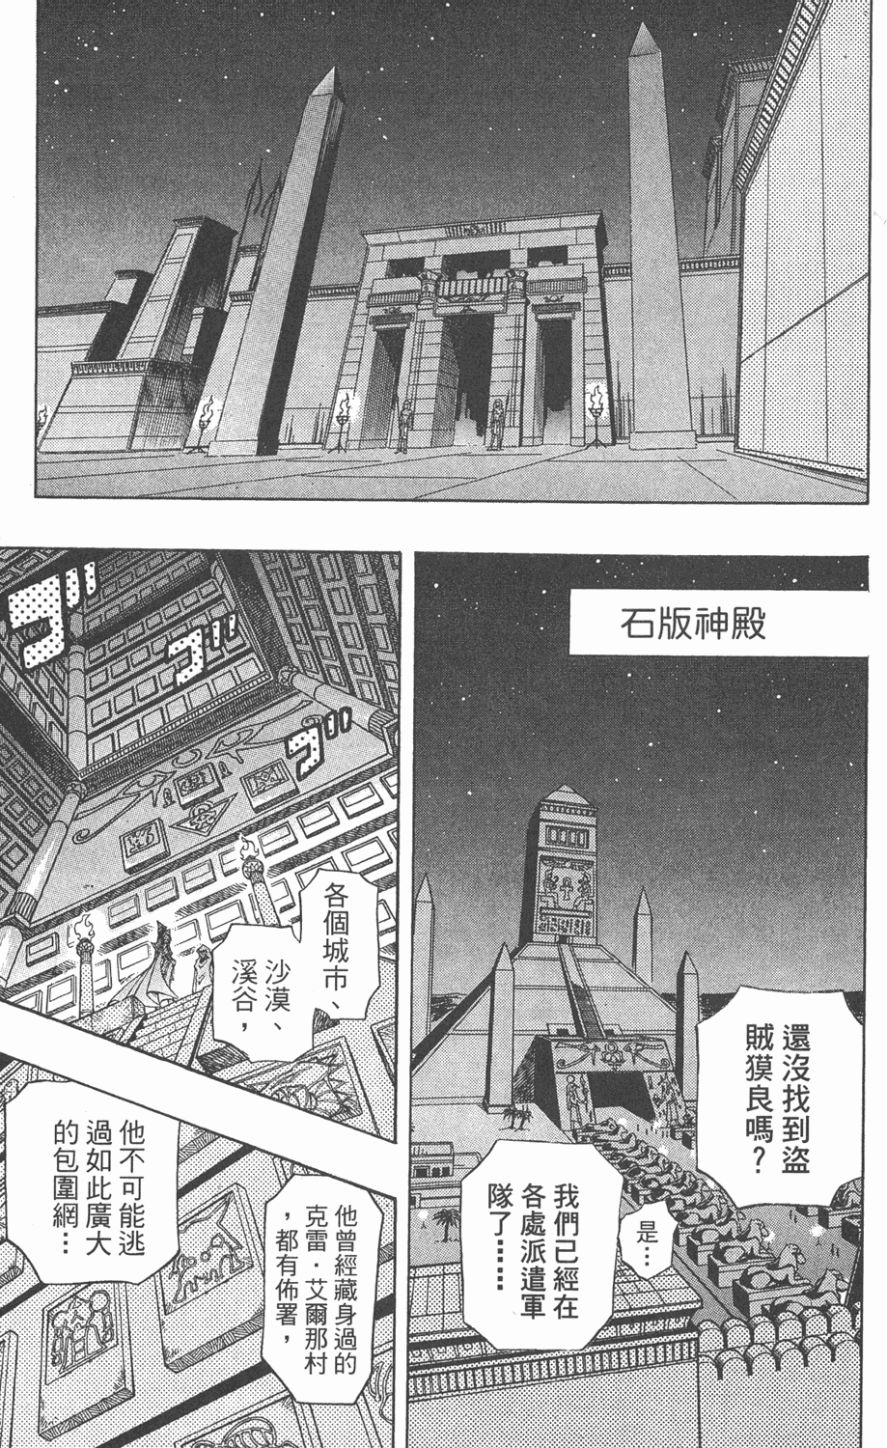 石版神殿
還沒找到盜
賊獏良嗎？
是…
我們已經在
各處派遣軍
隊了……
ゴ゛
ゴ゛
ゴ゛
各個城市、
沙漠、
溪谷，
他曾經藏身過的
克雷·艾爾那村
，都有佈署，
他不可能逃
過如此廣大
的包圍網…